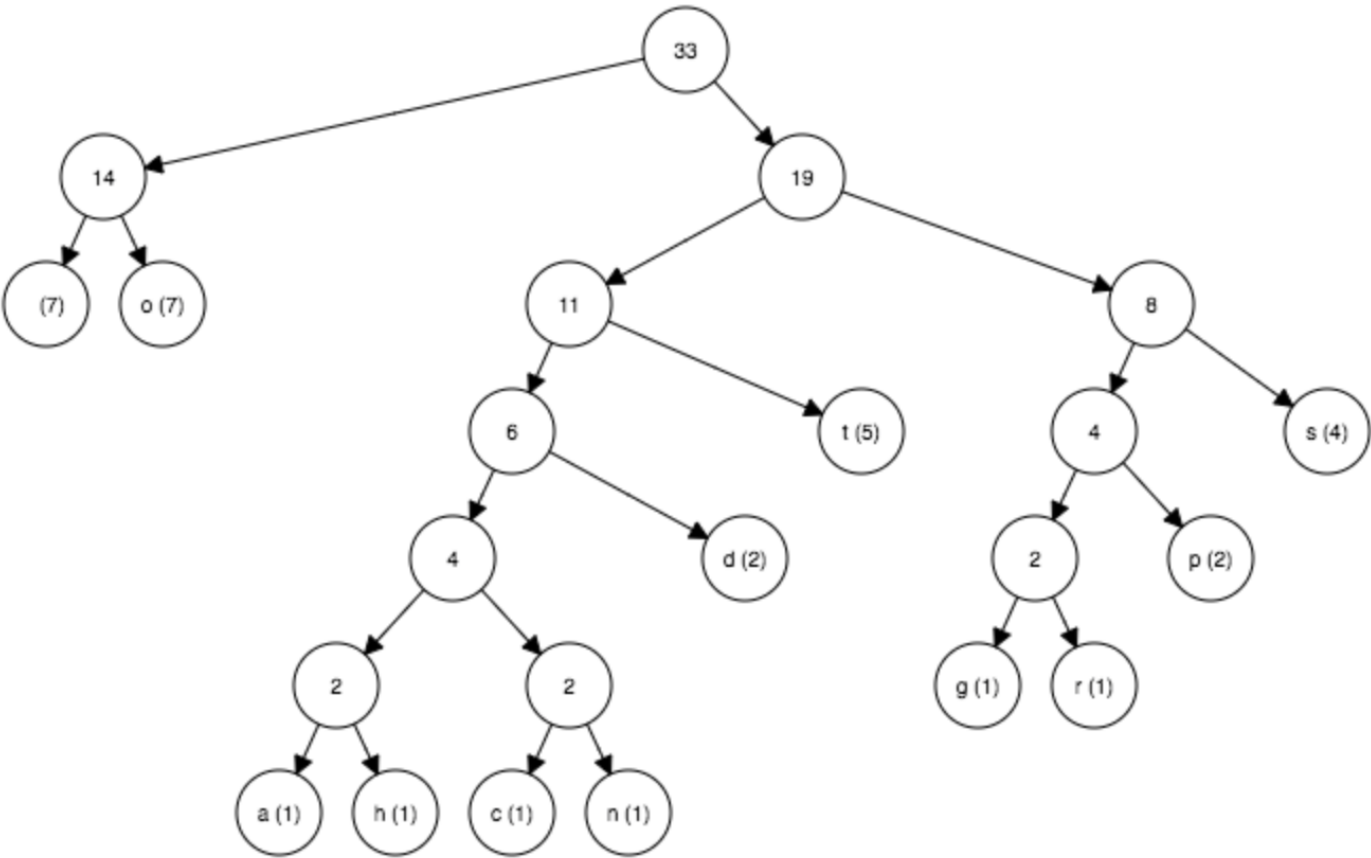 33
14
19
(7)
o (7)
11
8
6
t (5)
4
s (4)
4
d (2)
2
p (2)
2
2
g (1)
r (1)
a (1)
h (1)
c (1)
n (1)